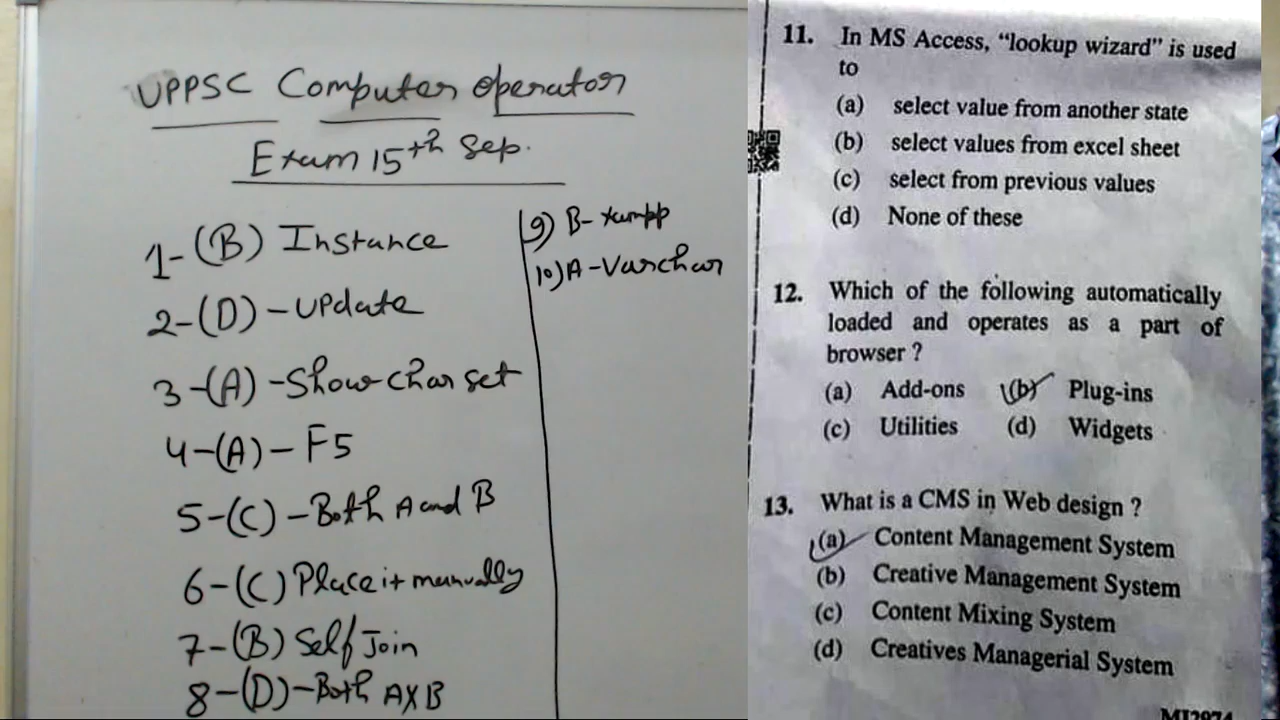 UPPSC Computer Operator
Exam 15th Sep.
1-(B) Instance
2-(D)-Update
3-(A)-Show char set
4-(A)-F5
5-(C)-Both A and B
6-(C) Place it manually
7-(B) Self Join
8-(D)-Both AXB
9) B-xampp
10) A-Varchar
11. In MS Access, “lookup wizard” is used
to
(a) select value from another state
(b) select values from excel sheet
(c) select from previous values
(d) None of these
12. Which of the following automatically
loaded and operates as a part of
browser ?
(a) Add-ons (b) Plug-ins
(c) Utilities (d) Widgets
13. What is a CMS in Web design ?
(a) Content Management System
(b) Creative Management System
(c) Content Mixing System
(d) Creatives Managerial System
MI2974